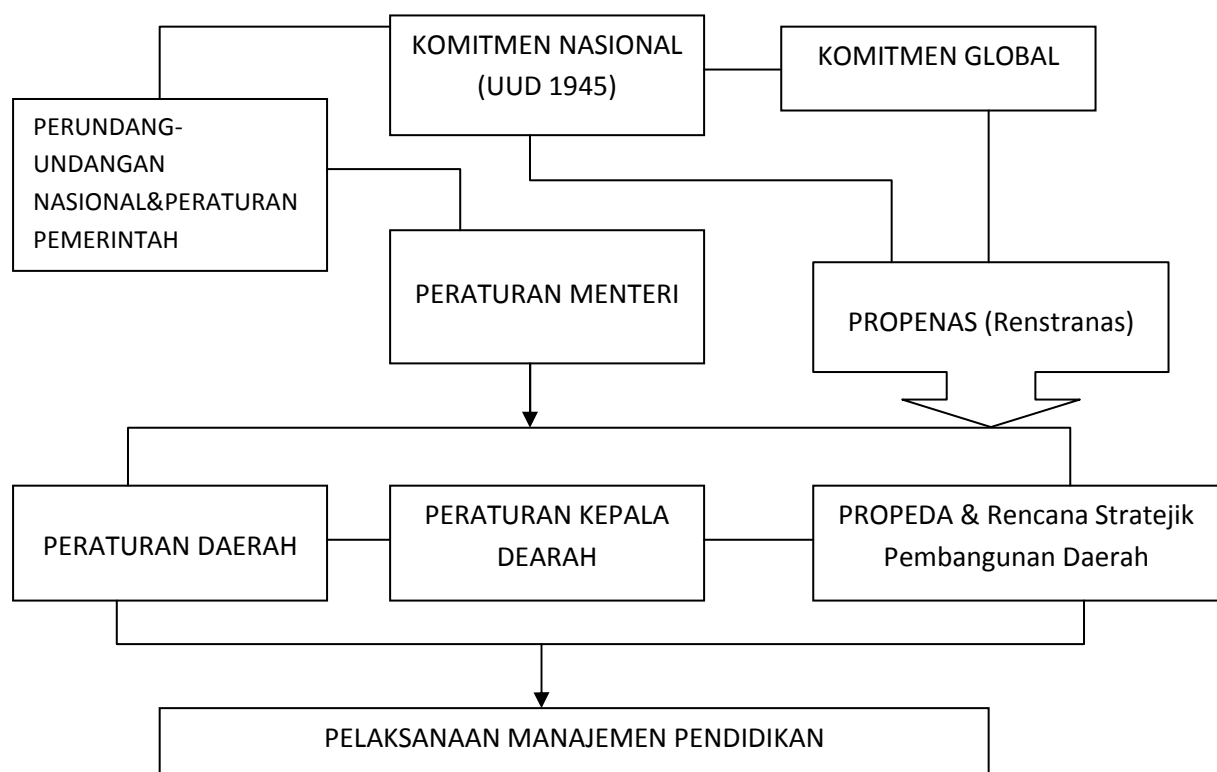 KOMITMEN NASIONAL
(UUD 1945)
KOMITMEN GLOBAL
PERUNDANG-
UNDANGAN
NASIONAL&PERATURAN
PEMERINTAH
PERATURAN MENTERI
PROPENAS (Renstranas)
PERATURAN DAERAH
PERATURAN KEPALA
DEARAH
PROPEDA & Rencana Stratejik
Pembangunan Daerah
PELAKSANAAN MANAJEMEN PENDIDIKAN